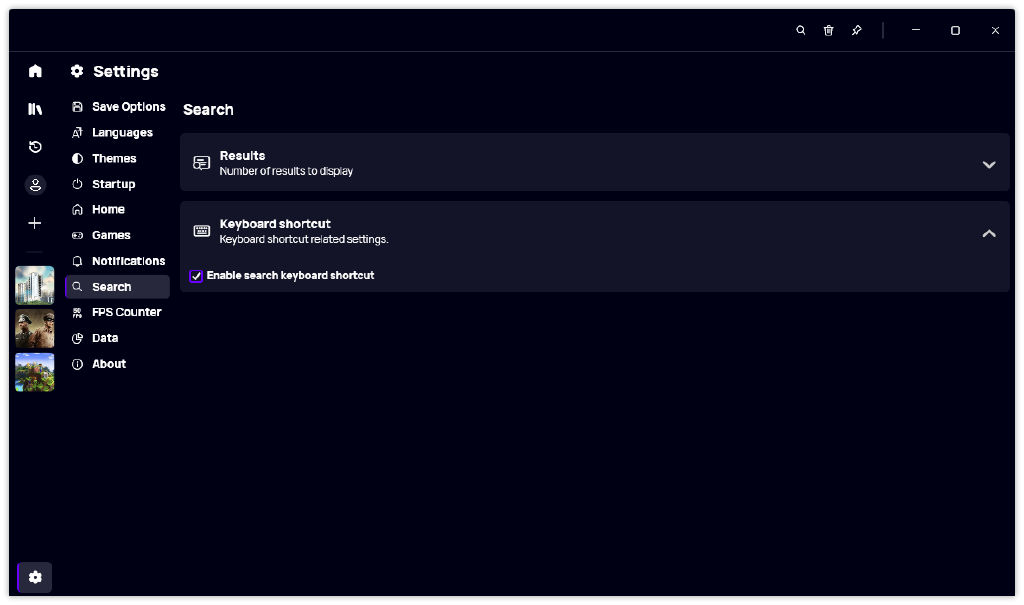 Settings
Save Options
Languages
Themes
Startup
Home
Games
Notifications
Search
FPS Counter
Data
About
Search
Results
Number of results to display
Keyboard shortcut
Keyboard shortcut related settings.
Enable search keyboard shortcut